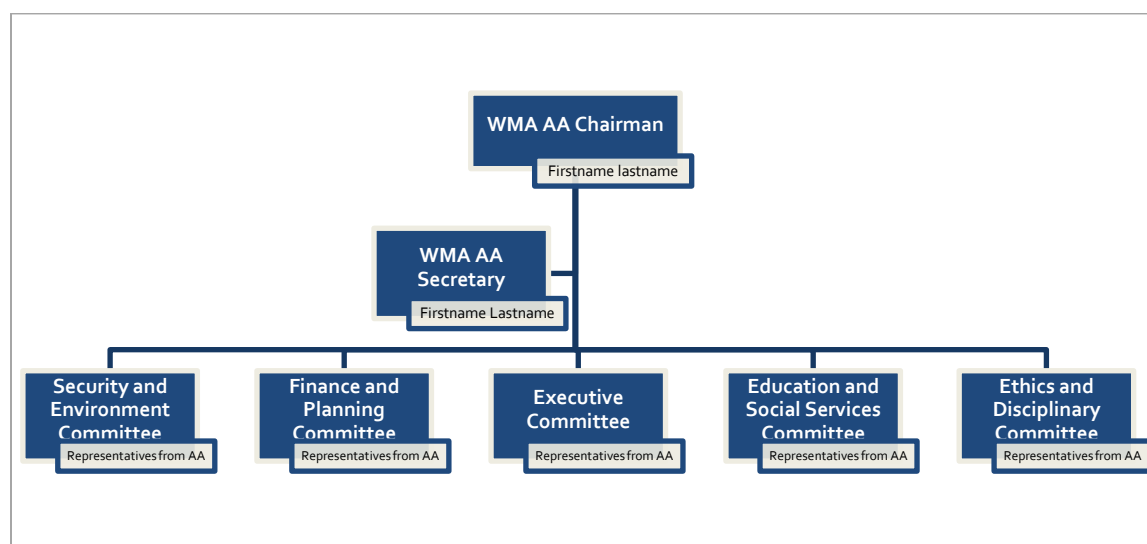 WMA AA Chairman
Firstname lastname
WMA AA
Secretary
Firstname Lastname
Security and
Environment
Committee
Representatives from AA
Finance and
Planning
Committee
Representatives from AA
Executive
Committee
Representatives from AA
Education and
Social Services
Committee
Representatives from AA
Ethics and
Disciplinary
Committee
Representatives from AA